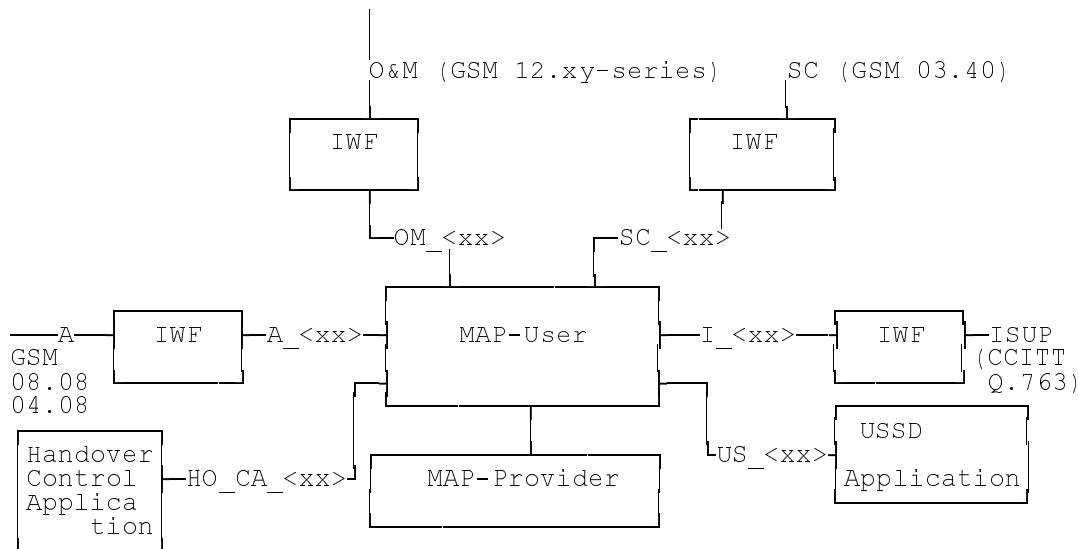 O&M (GSM 12.xy-series)
SC (GSM 03.40)
IWF
IWF
OM_<xx>
SC_<xx>
A
IWF
A_<xx>
MAP-User
I_<xx>
IWF
ISUP
GSM
08.08
04.08
(CCITT
Q.763)
Handover
Control
Applica
tion
HO_CA_<xx>
MAP-Provider
US_<xx>
USSD
Application